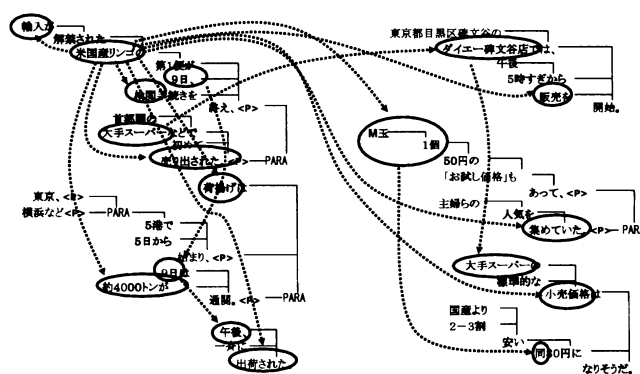 輸入が
解禁された
米国産リンゴの
第1便が
9日、
手続きを
終え、<P>
首都圏の
大手スーパーなどで
初めて
売り出された。<P>—PARA
荷揚げは
東京、<P>
横浜など<P>—PARA
5港で
5日から
始まり、<P>
9日は
約4000トンが
通関。<P>—PARA
午後、
一斉に
出荷された
東京都目黒区碑文谷の
ダイエー碑文谷店では、
午後
5時すぎから
販売を
開始。
M玉
1個
50円の
「お試し価格」も
あって、<P>
主婦らの
人気を
集めていた。<P>—PAR
大手スーパーの
標準的な
小売価格は
国産より
2-3割
安い
同80円に
なりそうだ。